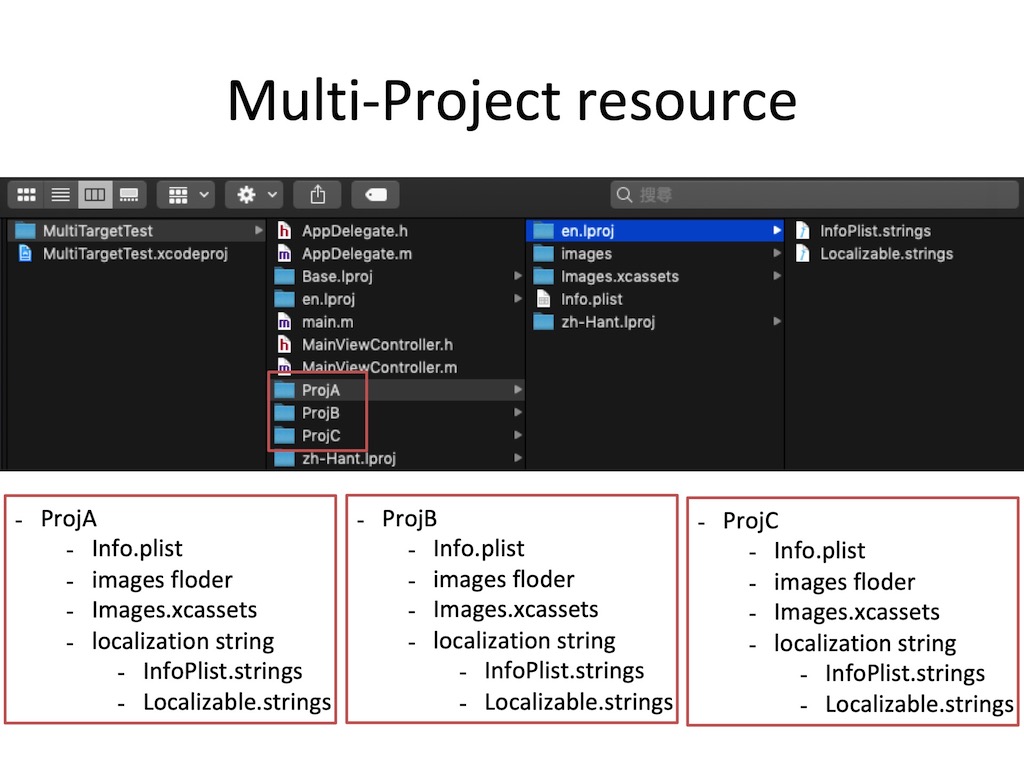 Multi-Project resource
搜尋
MultiTargetTest
MultiTargetTest.xcodeproj
AppDelegate.h
AppDelegate.m
Base.lproj
en.lproj
main.m
MainViewController.h
MainViewController.m
ProjA
ProjB
ProjC
zh-Hant.lproj
en.lproj
images
Images.xcassets
Info.plist
zh-Hant.lproj
InfoPlist.strings
Localizable.strings
- ProjA
- Info.plist
- images floder
- Images.xcassets
- localization string
- InfoPlist.strings
- Localizable.strings
- ProjB
- Info.plist
- images floder
- Images.xcassets
- localization string
- InfoPlist.strings
- Localizable.strings
- ProjC
- Info.plist
- images floder
- Images.xcassets
- localization string
- InfoPlist.strings
- Localizable.strings